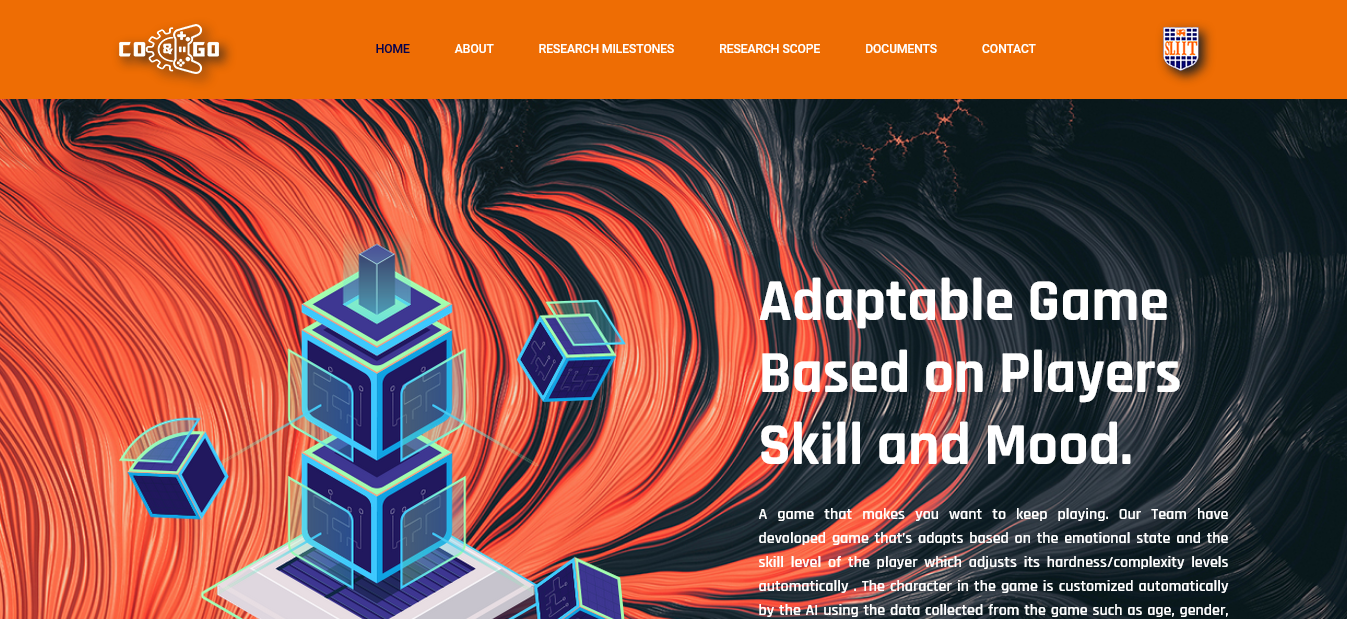 CO&GO
HOME
ABOUT
RESEARCH MILESTONES
RESEARCH SCOPE
DOCUMENTS
CONTACT
SLIIT
Adaptable Game
Based on Players
Skill and Mood.
A game that makes you want to keep playing. Our Team have
devoloped game that's adapts based on the emotional state and the
skill level of the player which adjusts its hardness/complexity levels
automatically . The character in the game is customized automatically
by the AI using the data collected from the game such as age, gender,